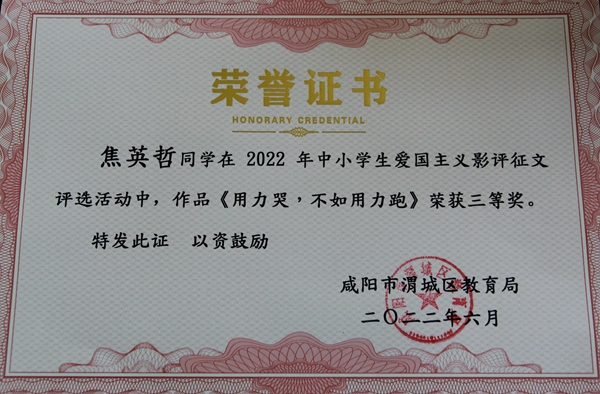 荣誉证书
HONORARY CREDENTIAL
焦英哲同学在 2022 年中小学生爱国主义影评征文
评选活动中，作品《用力哭，不如用力跑》荣获三等奖。
特发此证 以资鼓励
咸阳市渭城区教育局
二〇二二年六月